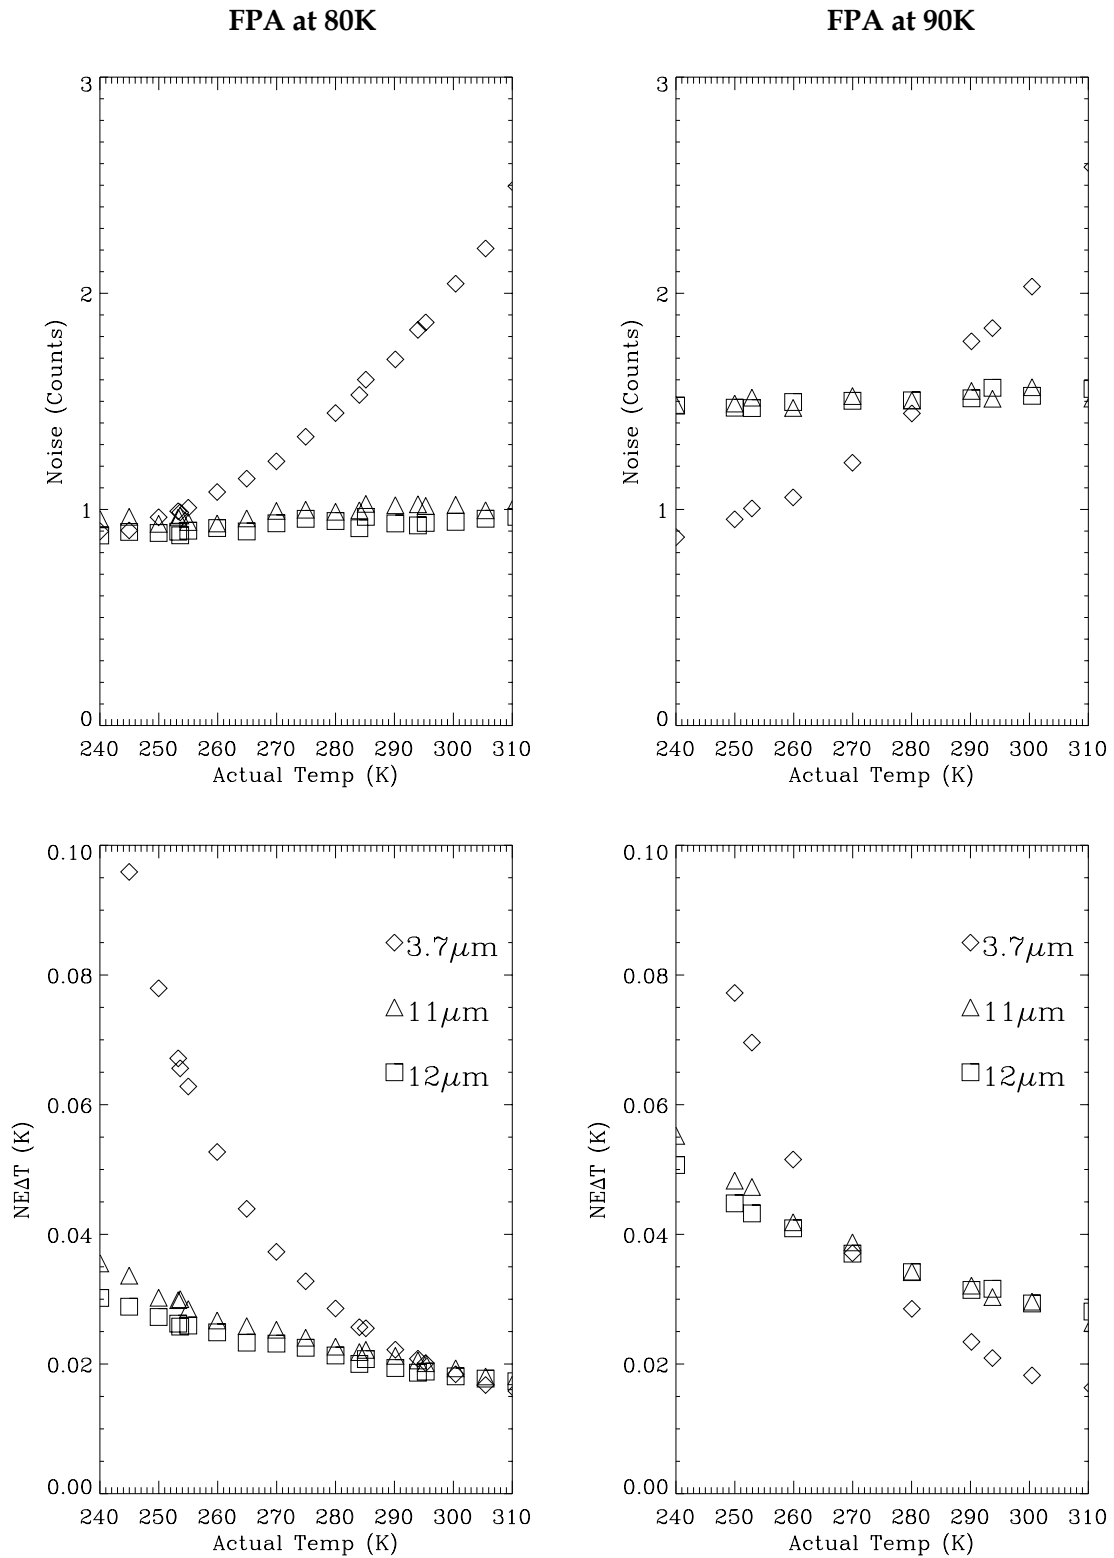 FPA at 80K
FPA at 90K
3
2
1
0
Noise (Counts)
240 250 260 270 280 290 300 310
Actual Temp (K)
3
2
1
0
Noise (Counts)
240 250 260 270 280 290 300 310
Actual Temp (K)
0.10
0.08
0.06
0.04
0.02
0.00
NEΔT (K)
3.7μm
11μm
12μm
240 250 260 270 280 290 300 310
Actual Temp (K)
0.10
0.08
0.06
0.04
0.02
0.00
NEΔT (K)
3.7μm
11μm
12μm
240 250 260 270 280 290 300 310
Actual Temp (K)